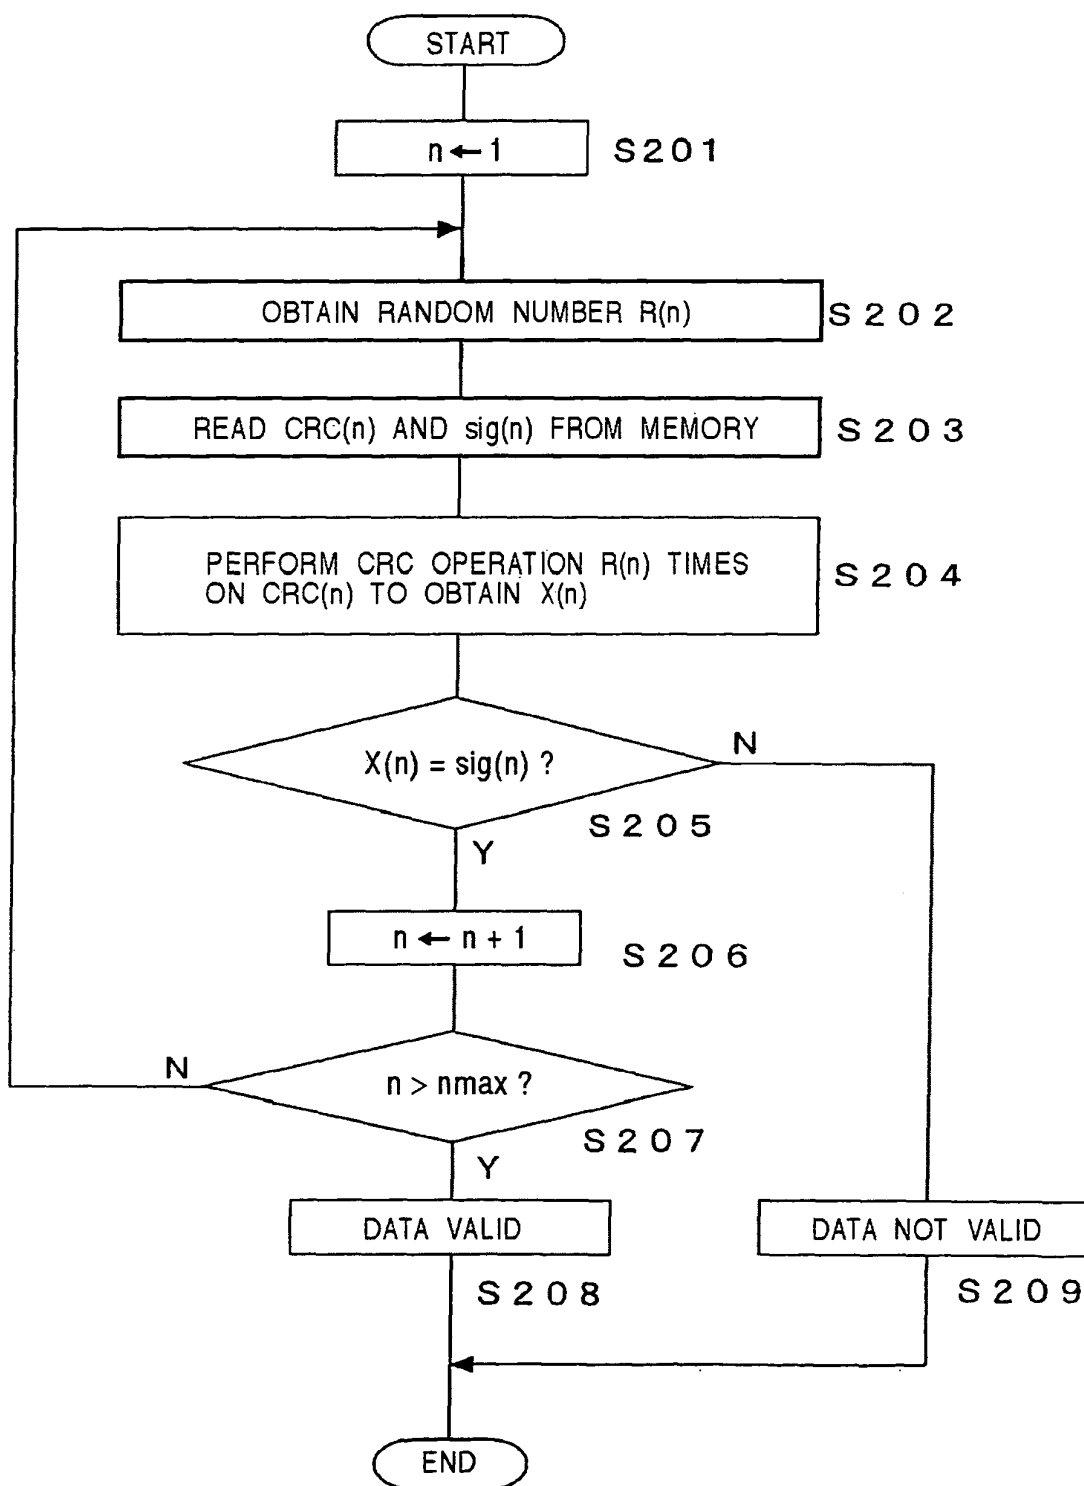 START
n ← 1
S201
OBTAIN RANDOM NUMBER R(n)
S202
READ CRC(n) AND sig(n) FROM MEMORY
S203
PERFORM CRC OPERATION R(n) TIMES
ON CRC(n) TO OBTAIN X(n)
S204
X(n) = sig(n) ?
N
S205
Y
n ← n + 1
S206
N
n > nmax ?
S207
Y
DATA VALID
DATA NOT VALID
S208
S209
END